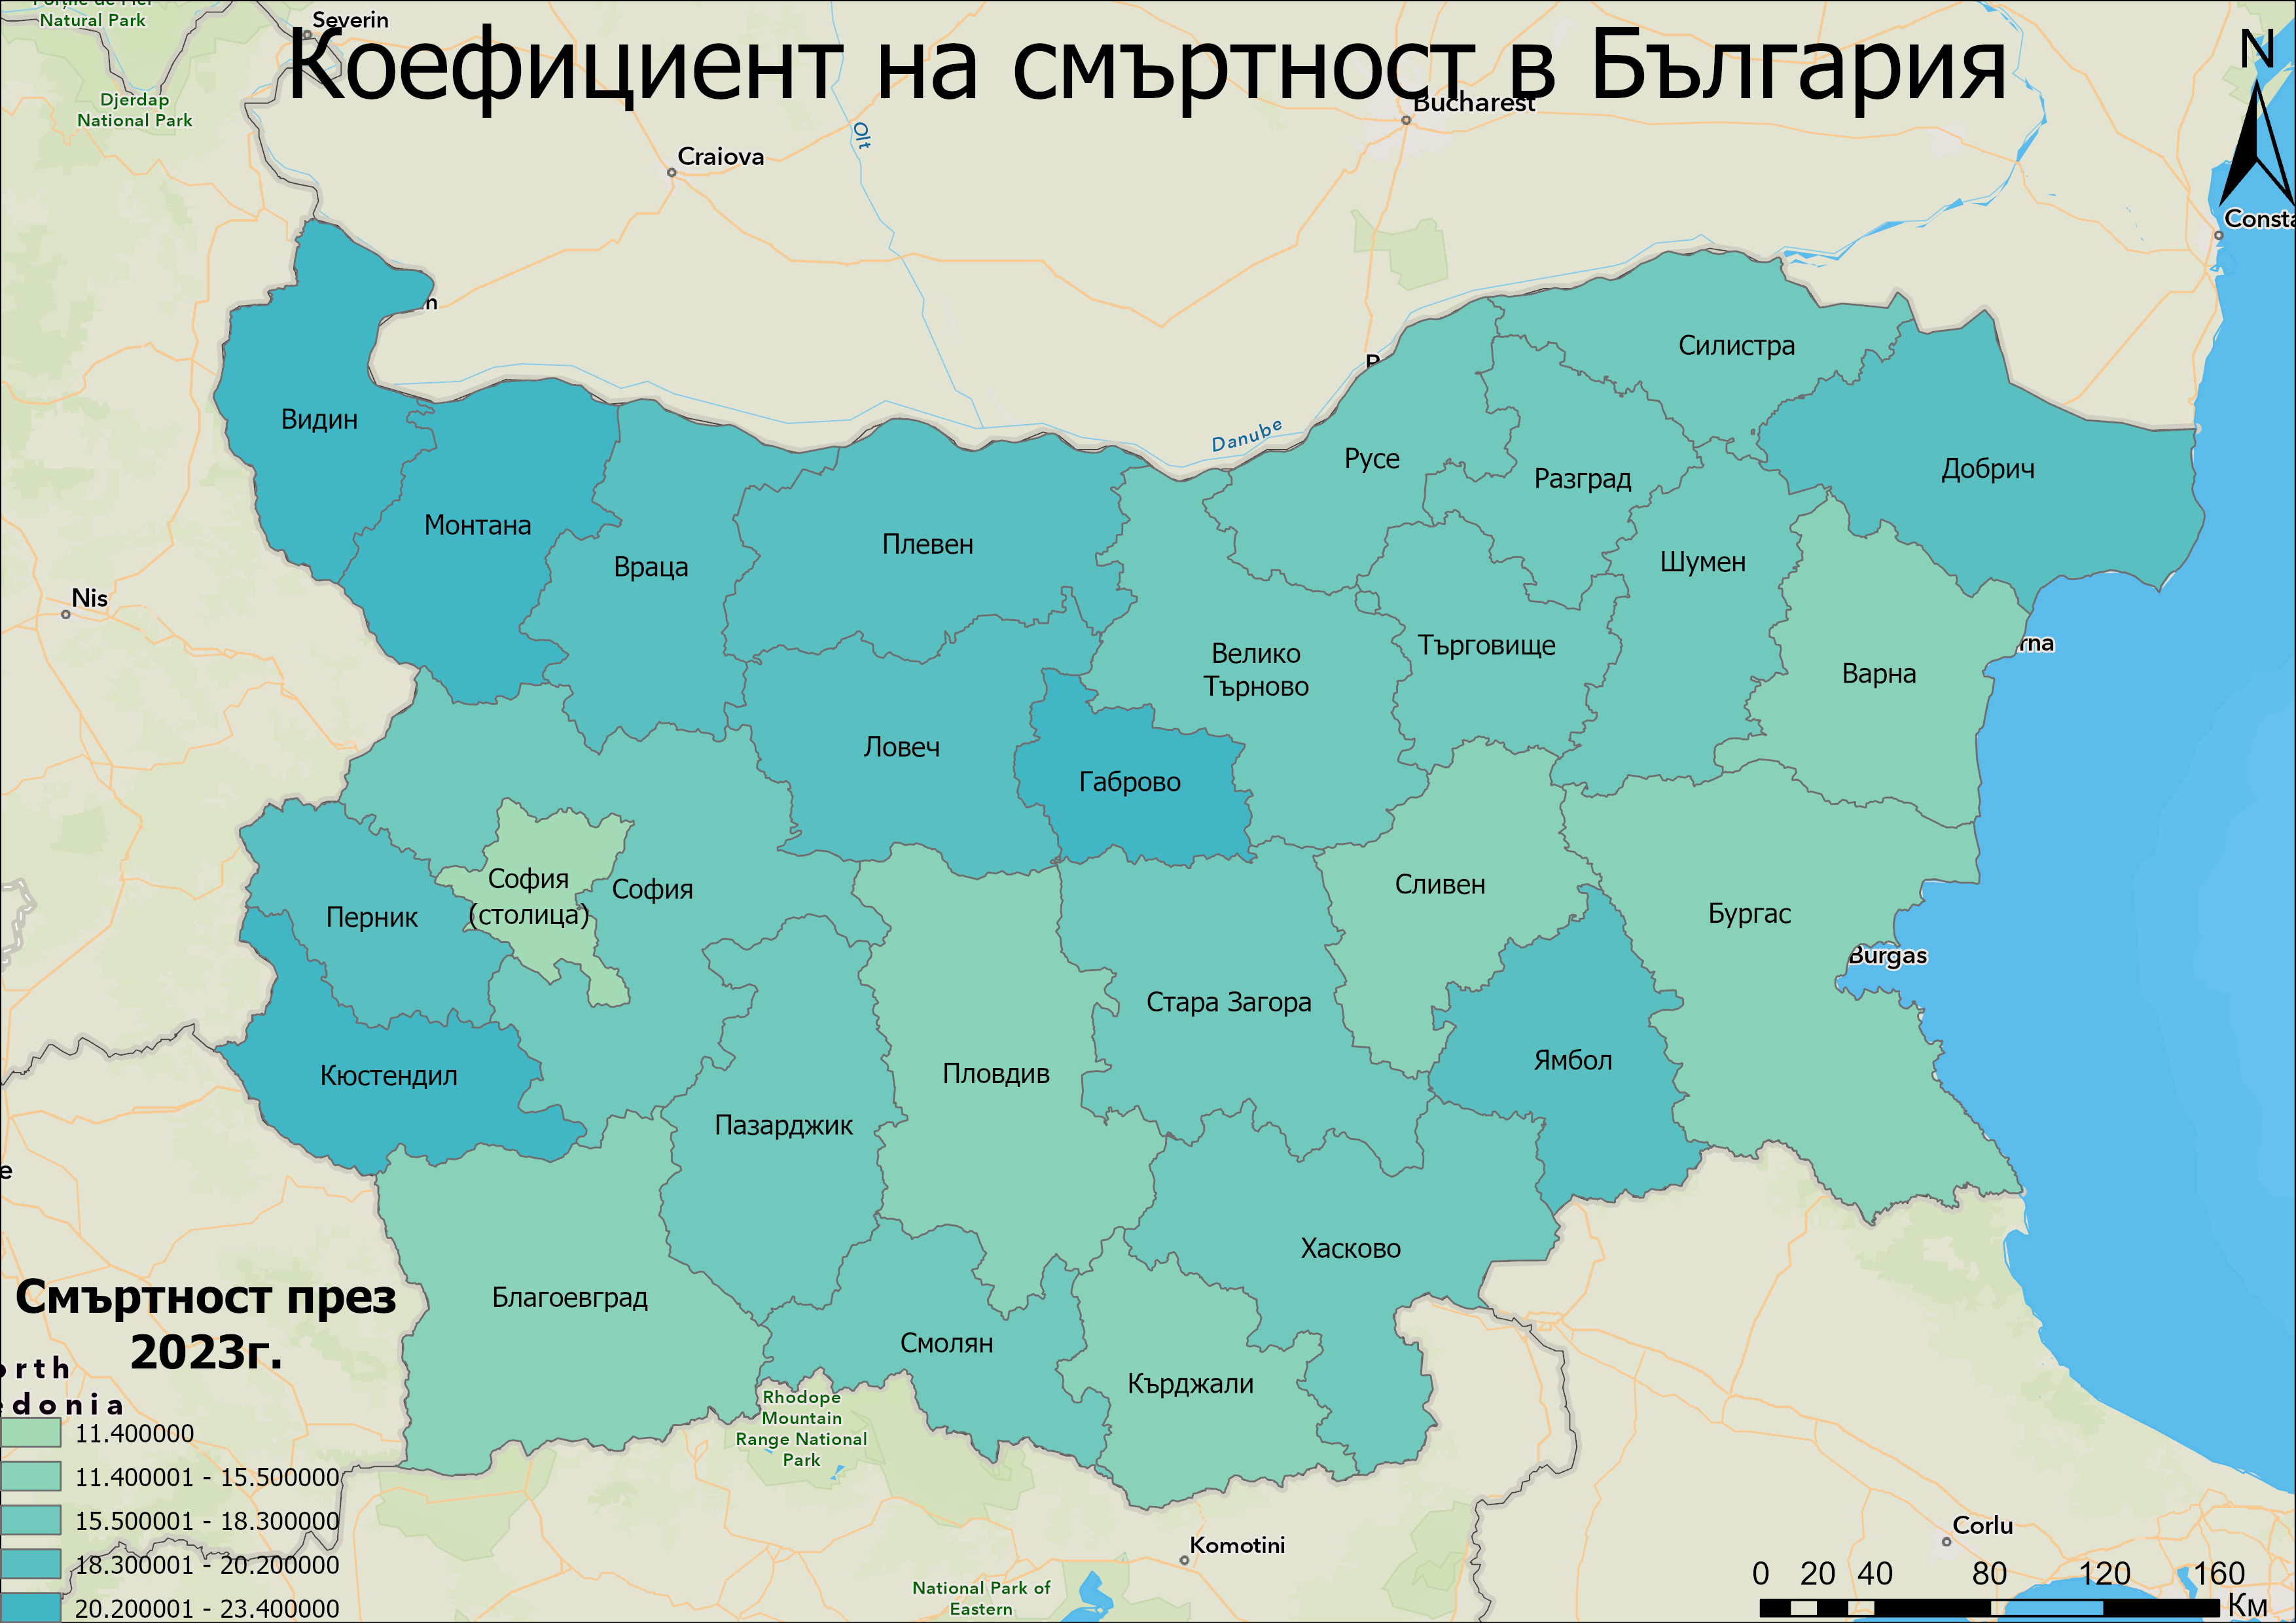 Natural Park
Severin
Коефициент на смъртност в България
N
Djerdap
National Park
Bucharest
Craiova
Olt
Consta
Danube
Силистра
Видин
Русе
Добрич
Разград
Монтана
Плевен
Враца
Шумен
Nis
Търговище
rna
Велико
Търново
Варна
Ловеч
Габрово
София
(столица)
София
Сливен
Перник
Бургас
Burgas
Стара Загора
Ямбол
Кюстендил
Пловдив
Пазарджик
e
Хасково
Благоевград
Смолян
Кърджали
Смъртност през
2023г.
orth
edonia
Rhodope
Mountain
Range National
Park
11.400000
11.400001 - 15.500000
15.500001 - 18.300000
18.300001 - 20.200000
20.200001 - 23.400000
Komotini
National Park of
Eastern
Corlu
0 20 40 80 120 160
Км